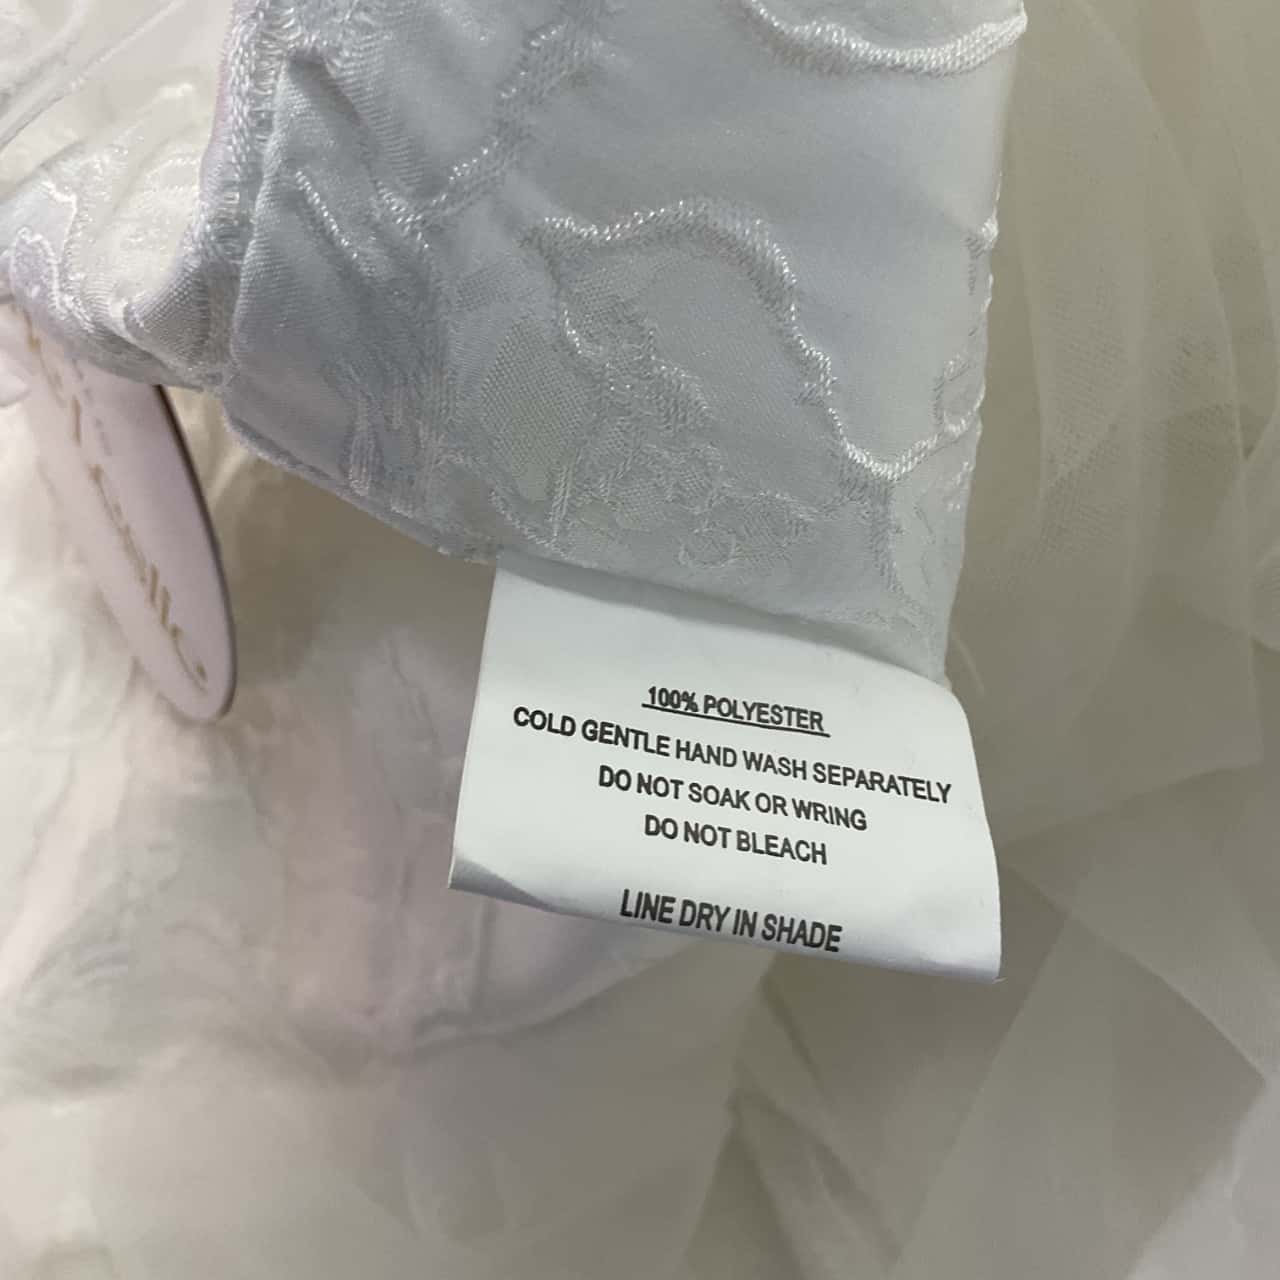 100% POLYESTER
COLD GENTLE HAND WASH SEPARATELY
DO NOT SOAK OR WRING
DO NOT BLEACH
LINE DRY IN SHADE